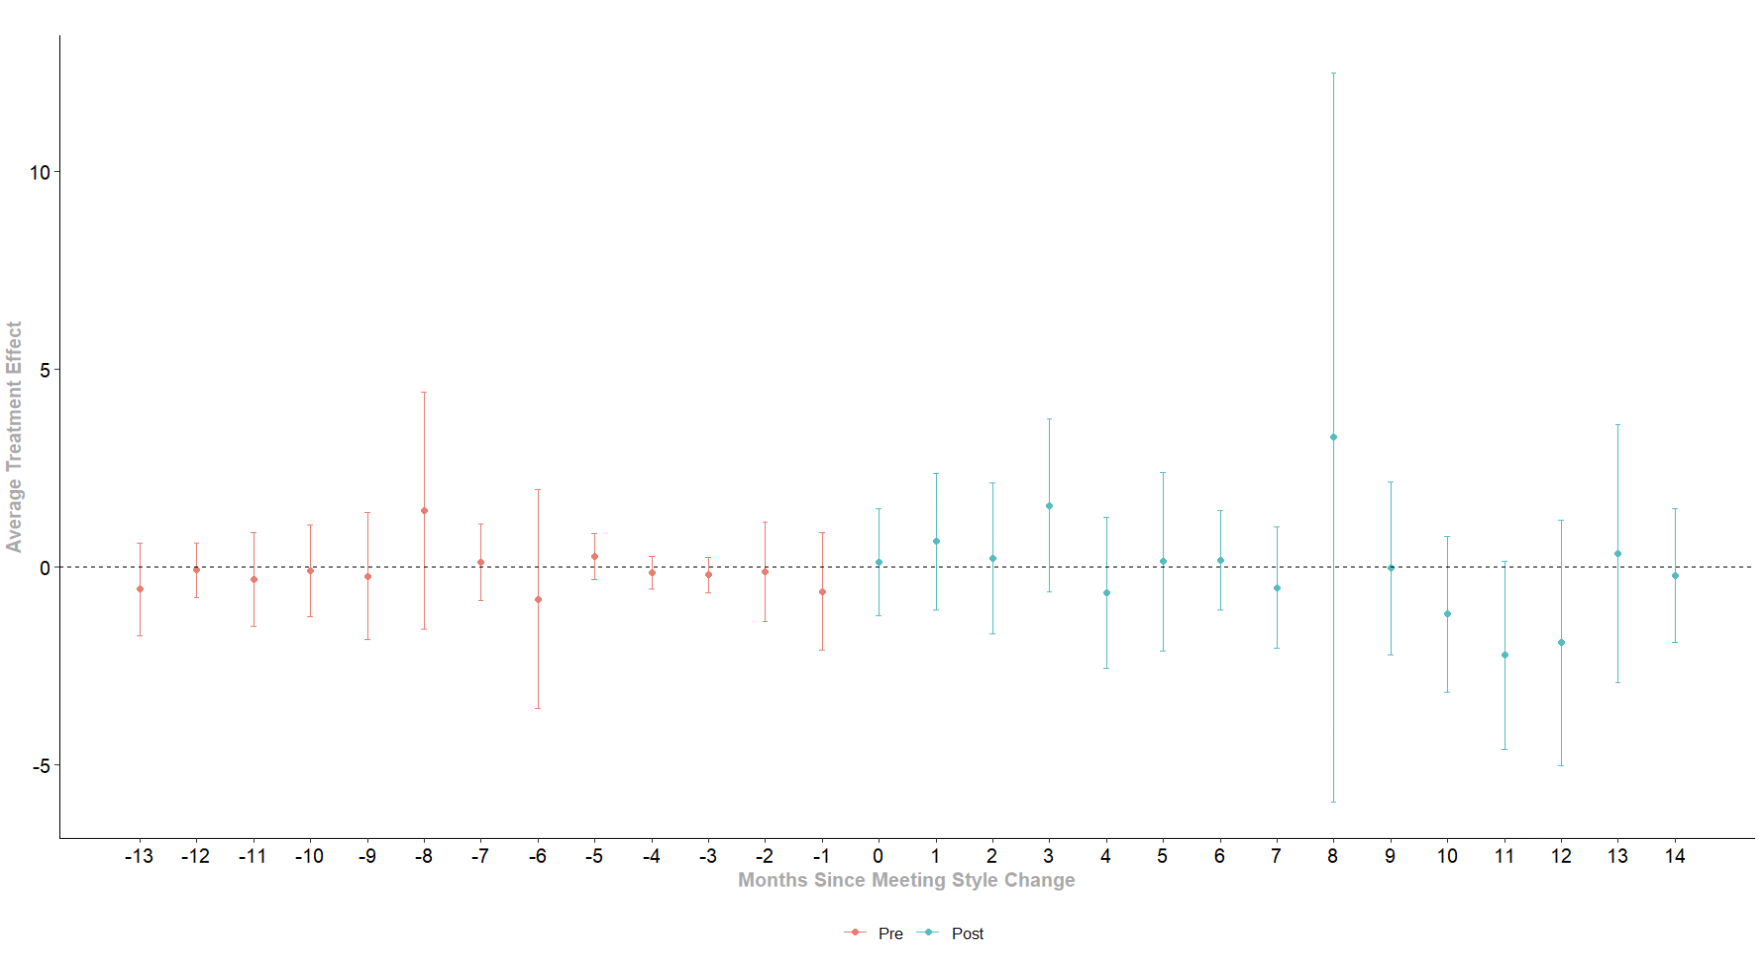 Average Treatment Effect
10
5
0
-5
-13 -12 -11 -10 -9 -8 -7 -6 -5 -4 -3 -2 -1 0 1 2 3 4 5 6 7 8 9 10 11 12 13 14
Months Since Meeting Style Change
Pre Post